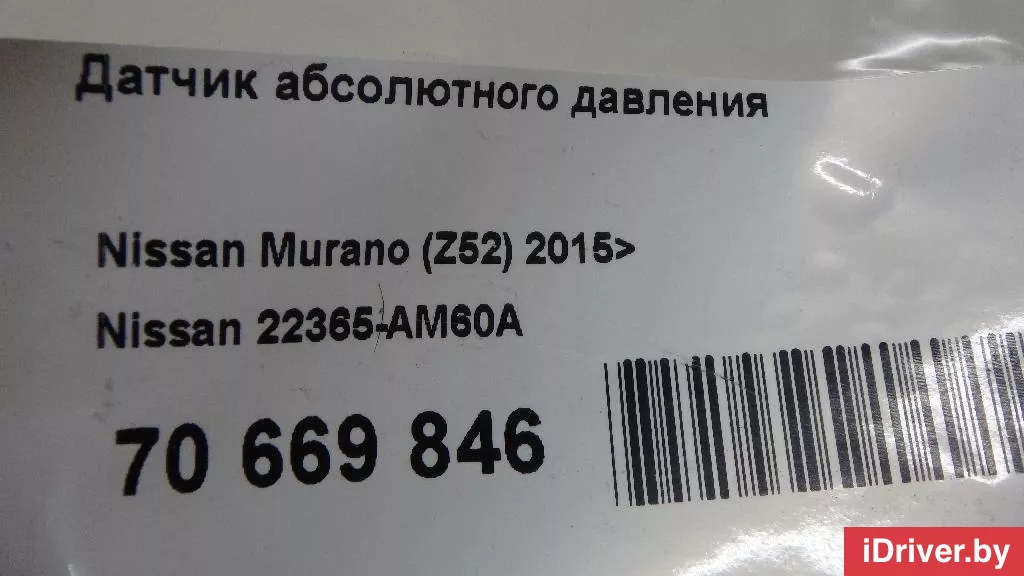 Датчик абсолютного давления
Nissan Murano (Z52) 2015>
Nissan 22365-AM60A
70 669 846
iDriver.by